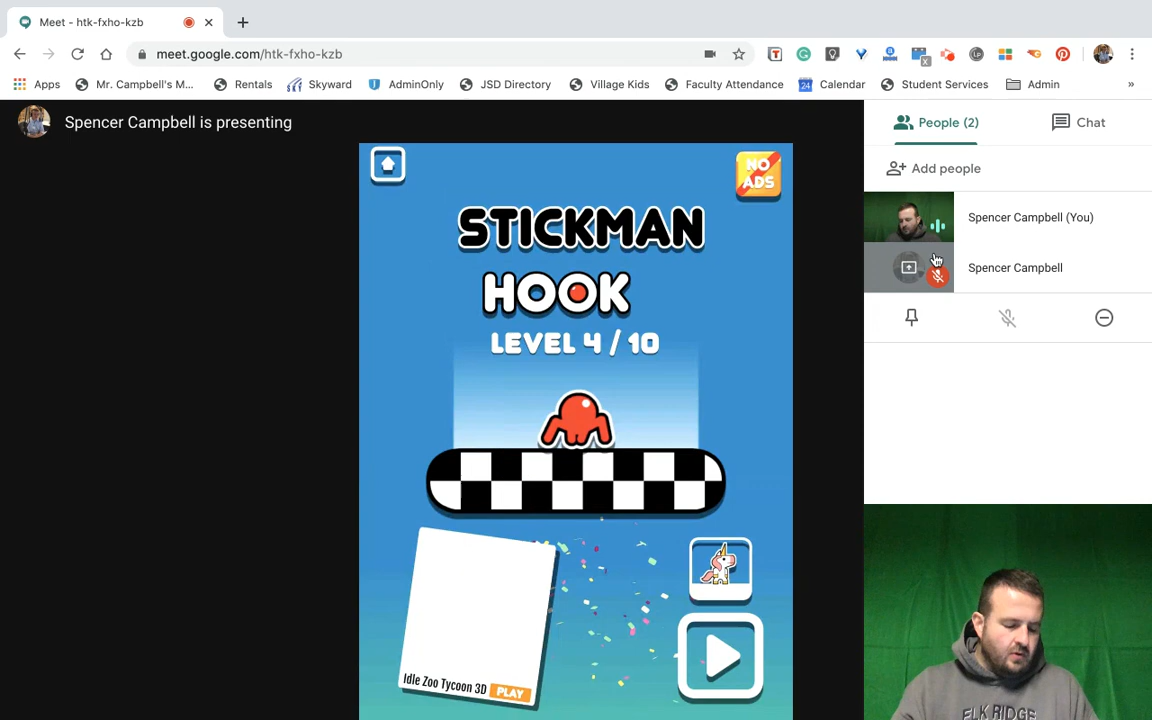 Meet - htk-fxho-kzb
meet.google.com/htk-fxho-kzb
Apps Mr. Campbell's M... Rentals Skyward AdminOnly JSD Directory Village Kids Faculty Attendance 24 Calendar Student Services Admin »
Spencer Campbell is presenting
People (2) Chat
Add people
Spencer Campbell (You)
Spencer Campbell
NO
ADS
STICKMAN
HOOK
LEVEL 4 / 10
Idle Zoo Tycoon 3D PLAY
ELK RIDGE